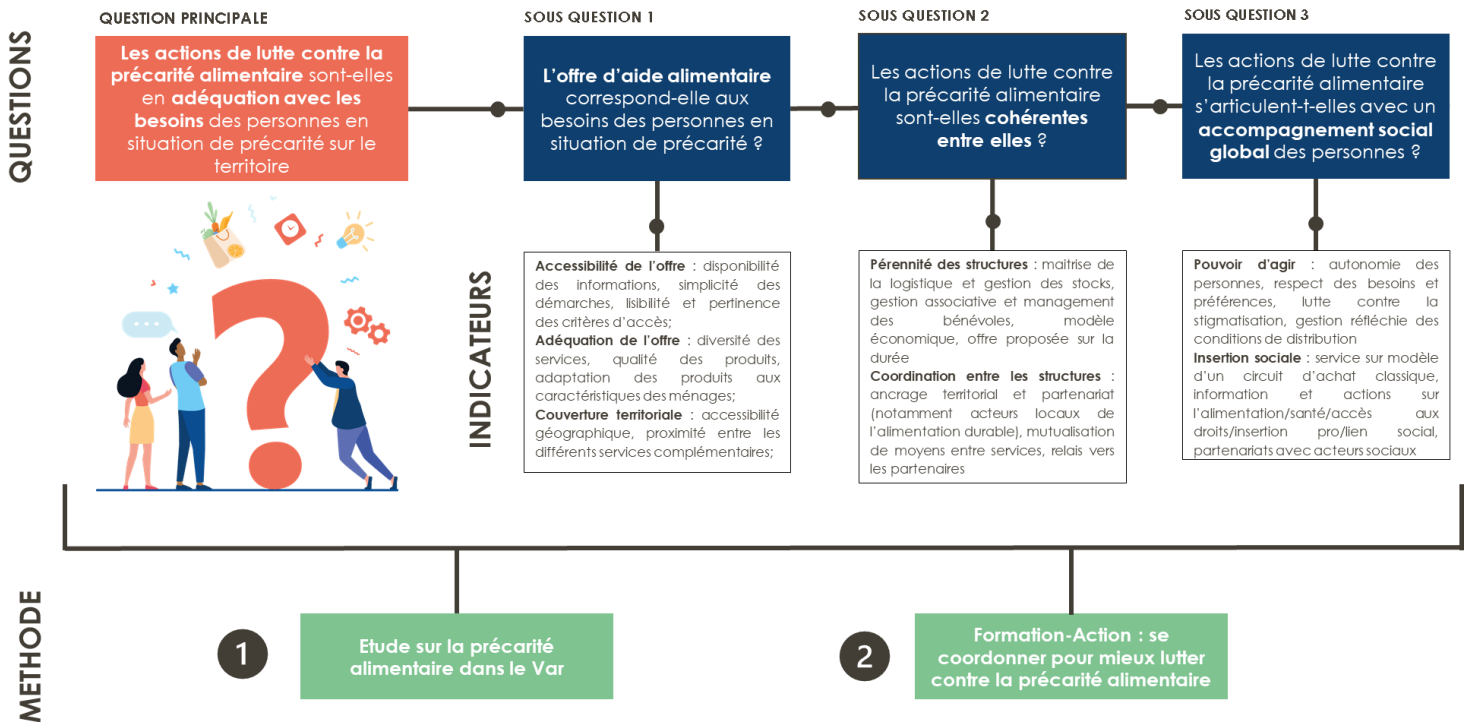 QUESTIONS
QUESTION PRINCIPALE
Les actions de lutte contre la
précarité alimentaire sont-elles
en adéquation avec les
besoins des personnes en
situation de précarité sur le
territoire
SOUS QUESTION 1
L'offre d'aide alimentaire
correspond-elle aux
besoins des personnes en
situation de précarité ?
SOUS QUESTION 2
Les actions de lutte contre
la précarité alimentaire
sont-elles cohérentes
entre elles ?
SOUS QUESTION 3
Les actions de lutte contre
la précarité alimentaire
s'articulent-t-elles avec un
accompagnement social
global des personnes ?
INDICATEURS
Accessibilité de l'offre : disponibilité
des informations, simplicité des
démarches, lisibilité et pertinence
des critères d'accès;
Adéquation de l'offre : diversité des
services, qualité des produits,
adaptation des produits aux
caractéristiques des ménages;
Couverture territoriale : accessibilité
géographique, proximité entre les
différents services complémentaires;
Pérennité des structures : maitrise de
la logistique et gestion des stocks,
gestion associative et management
des bénévoles, modèle
économique, offre proposée sur la
durée
Coordination entre les structures :
ancrage territorial et partenariat
(notamment acteurs locaux de
l'alimentation durable), mutualisation
de moyens entre services, relais vers
les partenaires
Pouvoir d'agir : autonomie des
personnes, respect des besoins et
préférences, lutte contre la
stigmatisation, gestion réfléchie des
conditions de distribution
Insertion sociale : service sur modèle
d'un circuit d'achat classique,
information et actions sur
l'alimentation/santé/accès aux
droits/insertion pro/lien social,
partenariats avec acteurs sociaux
METHODE
1
Etude sur la précarité
alimentaire dans le Var
2
Formation-Action : se
coordonner pour mieux lutter
contre la précarité alimentaire